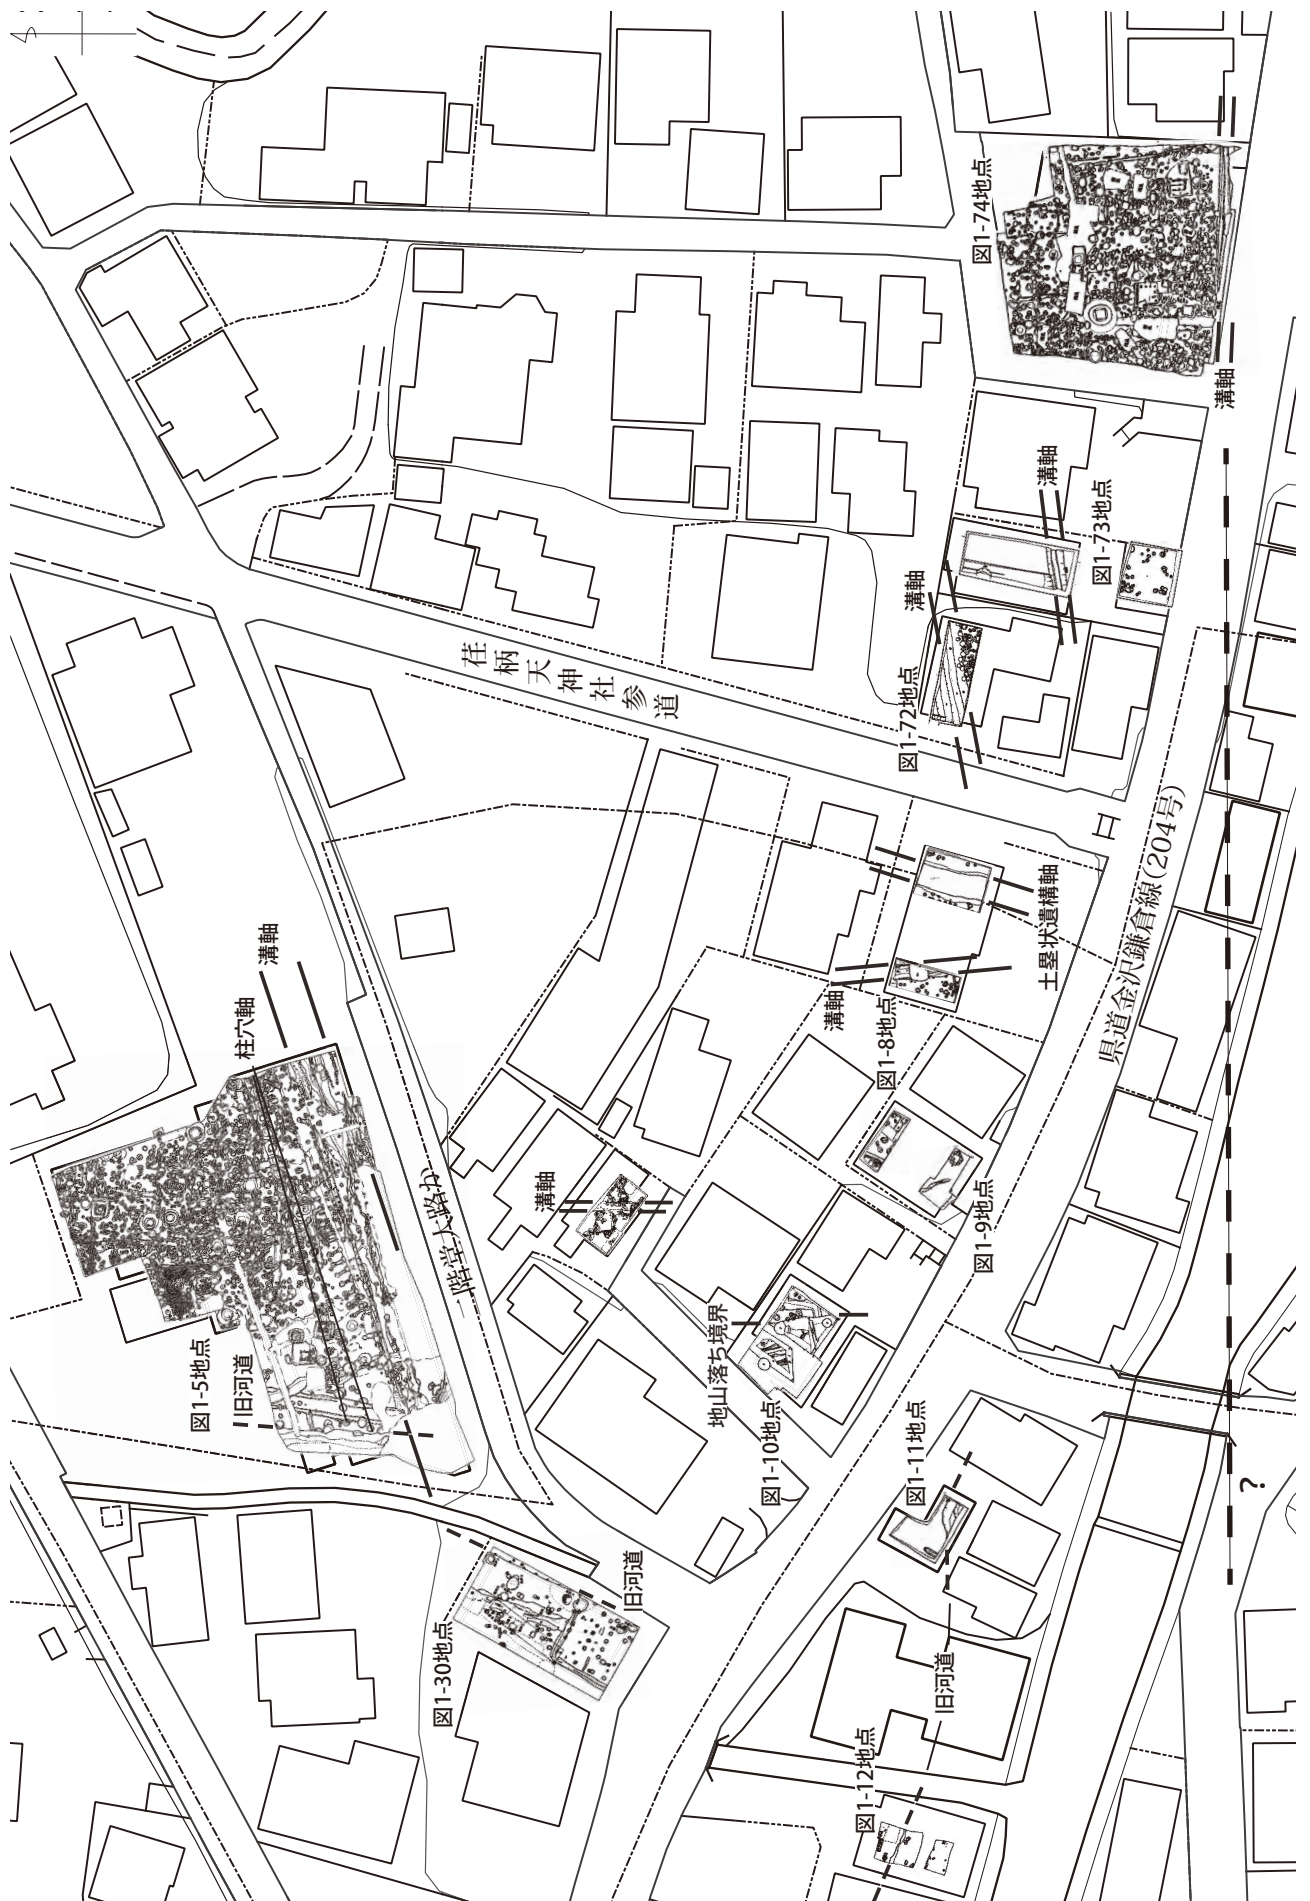 図1-74地点
溝軸
溝軸
図1-73地点
溝軸
図1-72地点
荏柄天神社参道
県道金沢鎌倉線(204号)
土塁状遺構軸
溝軸
図1-8地点
溝軸
柱穴軸
二階堂大路か
溝軸
図1-9地点
地山落ち境界
図1-10地点
図1-5地点
旧河道
図1-11地点
?
旧河道
図1-30地点
旧河道
図1-12地点